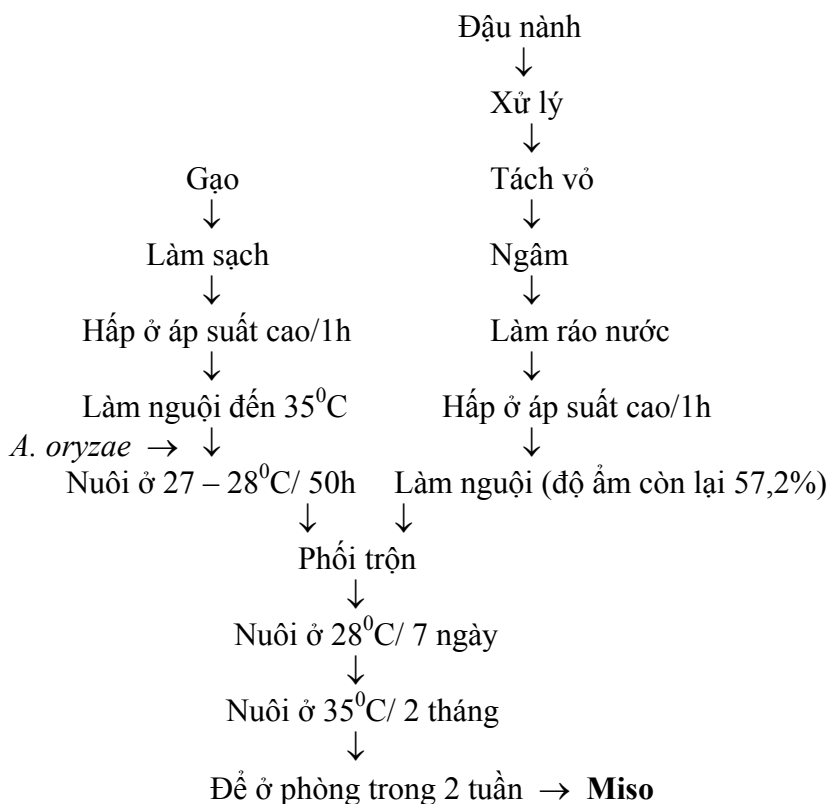 Đậu nành
↓
Xử lý
↓
Gạo Tách vỏ
↓ ↓
Làm sạch Ngâm
↓ ↓
Hấp ở áp suất cao/1h Làm ráo nước
↓ ↓
Làm nguội đến 35⁰C Hấp ở áp suất cao/1h
A. oryzae → ↓ ↓
Nuôi ở 27 – 28⁰C/ 50h Làm nguội (độ ẩm còn lại 57,2%)
↓ ↓
Phối trộn
↓
Nuôi ở 28⁰C/ 7 ngày
↓
Nuôi ở 35⁰C/ 2 tháng
↓
Để ở phòng trong 2 tuần → Miso